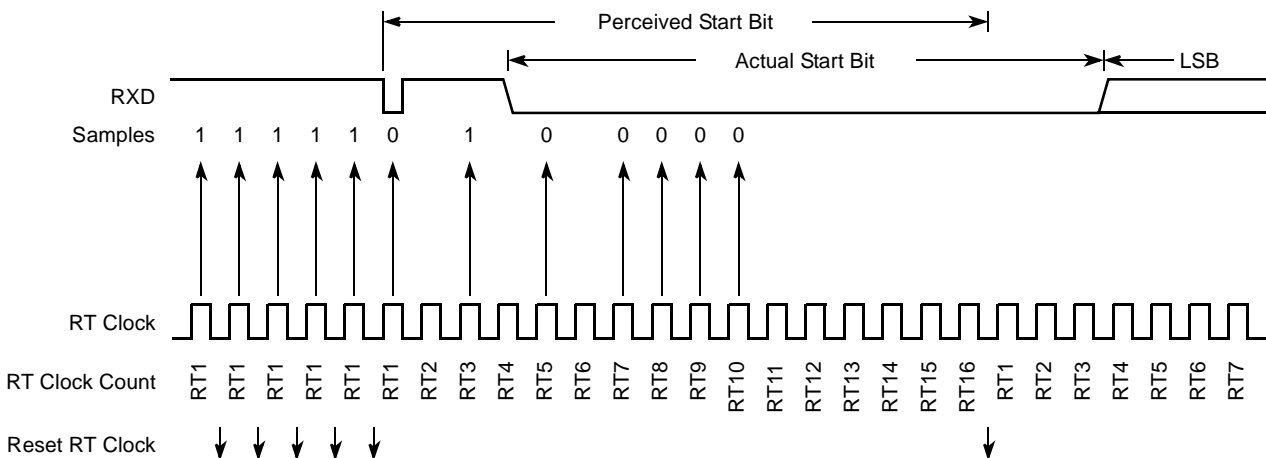 Perceived Start Bit
Actual Start Bit
LSB
RXD
Samples 1 1 1 1 1 0 1 0 0 0 0 0
RT Clock
RT Clock Count RT1 RT1 RT1 RT1 RT1 RT1 RT2 RT3 RT4 RT5 RT6 RT7 RT8 RT9 RT10 RT11 RT12 RT13 RT14 RT15 RT16 RT1 RT2 RT3 RT4 RT5 RT6 RT7
Reset RT Clock